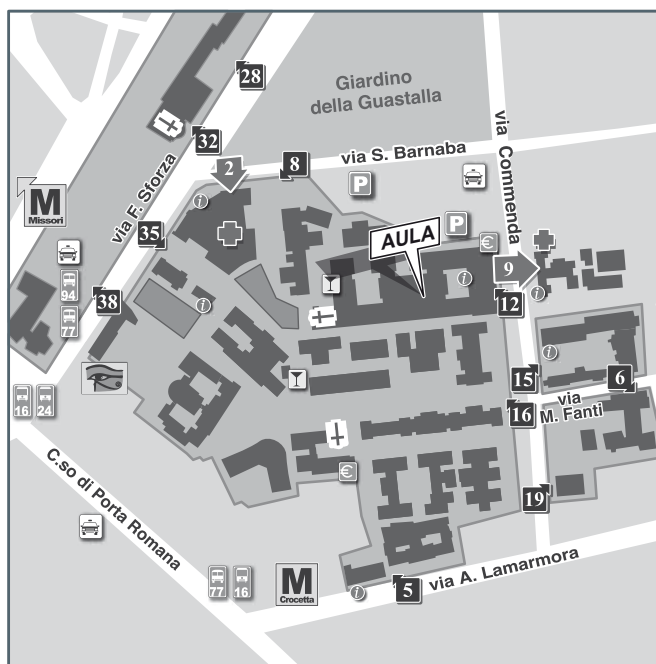 28
Giardino
della Guastalla
32
via F. Sforza
2
8
via S. Barnaba
via Commenda
P
M
Missori
i
35
P
AULA
€
94
38
77
i
i
9
12
i
i
16
24
15
6
via
M. Fanti
16
C.so di Porta Romana
€
19
77
16
M
Crocetta
i
5
via A. Lamarmora